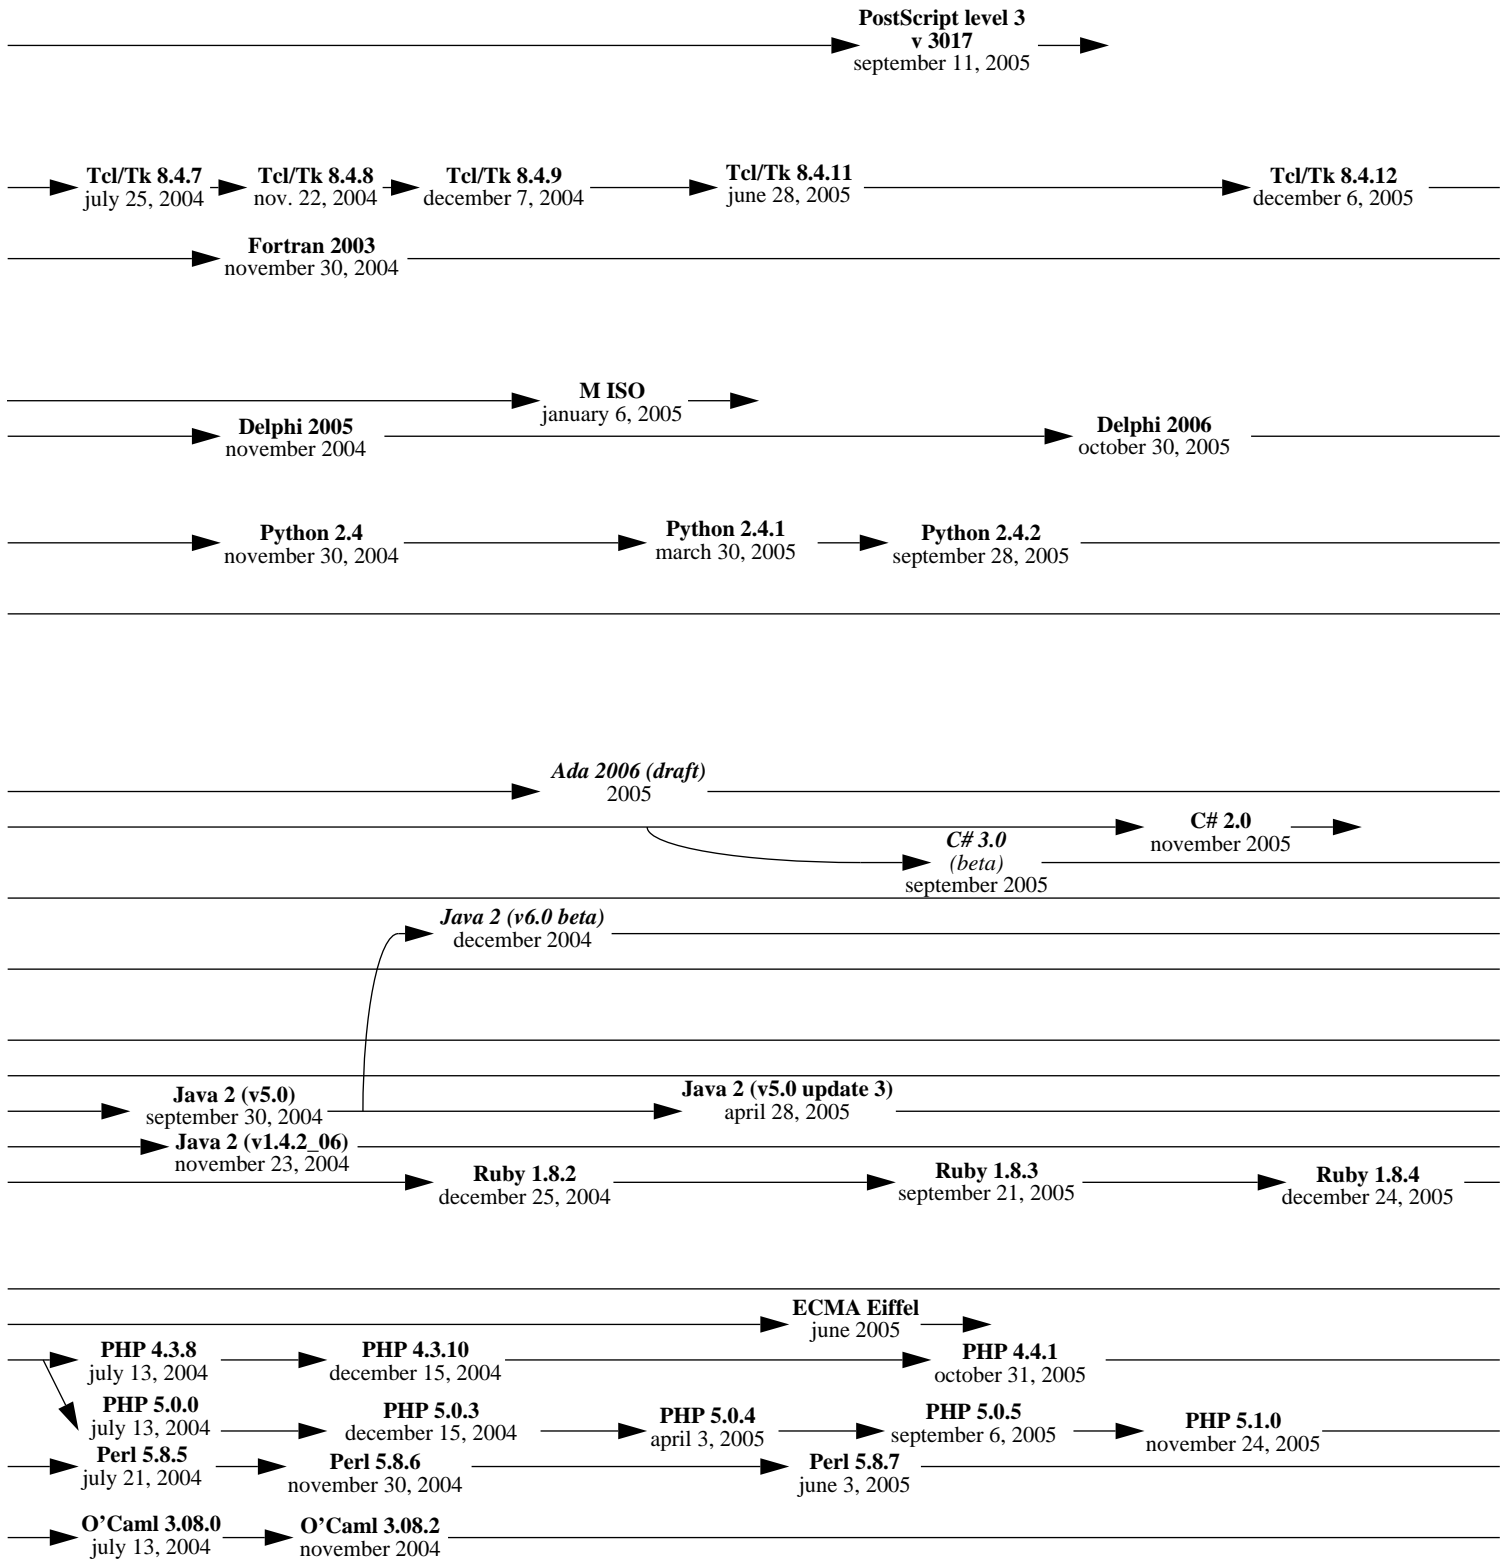 PostScript level 3
v 3017
september 11, 2005
Tcl/Tk 8.4.7
july 25, 2004
Tcl/Tk 8.4.8
nov. 22, 2004
Tcl/Tk 8.4.9
december 7, 2004
Tcl/Tk 8.4.11
june 28, 2005
Tcl/Tk 8.4.12
december 6, 2005
Fortran 2003
november 30, 2004
M ISO
january 6, 2005
Delphi 2005
november 2004
Delphi 2006
october 30, 2005
Python 2.4
november 30, 2004
Python 2.4.1
march 30, 2005
Python 2.4.2
september 28, 2005
Ada 2006 (draft)
2005
C# 2.0
november 2005
C# 3.0
(beta)
september 2005
Java 2 (v6.0 beta)
december 2004
Java 2 (v5.0)
september 30, 2004
Java 2 (v5.0 update 3)
april 28, 2005
Java 2 (v1.4.2_06)
november 23, 2004
Ruby 1.8.2
december 25, 2004
Ruby 1.8.3
september 21, 2005
Ruby 1.8.4
december 24, 2005
ECMA Eiffel
june 2005
PHP 4.3.8
july 13, 2004
PHP 4.3.10
december 15, 2004
PHP 4.4.1
october 31, 2005
PHP 5.0.0
july 13, 2004
PHP 5.0.3
december 15, 2004
PHP 5.0.4
april 3, 2005
PHP 5.0.5
september 6, 2005
PHP 5.1.0
november 24, 2005
Perl 5.8.5
july 21, 2004
Perl 5.8.6
november 30, 2004
Perl 5.8.7
june 3, 2005
O'Caml 3.08.0
july 13, 2004
O'Caml 3.08.2
november 2004